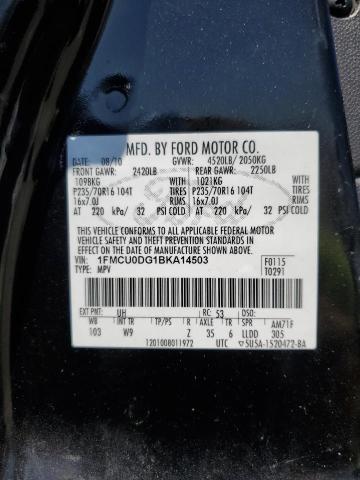 MFD. BY FORD MOTOR CO.
DATE: 08/10 GVWR: 4520LB/ 2050KG
FRONT GAWR: 2420LB REAR GAWR: 2250LB
1098KG WITH 1021KG WITH
P235/70R16 104T TIRES P235/70R16 104T TIRES
16x7.0J RIMS 16x7.0J RIMS
AT 220 kPa/ 32 PSI COLD AT 220 kPa/ 32 PSI COLD
THIS VEHICLE CONFORMS TO ALL APPLICABLE FEDERAL MOTOR
VEHICLE SAFETY AND BUMPER STANDARDS IN EFFECT ON THE DATE OF
MANUFACTURE SHOWN ABOVE.
VIN: 1FMCU0DG1BKA14503 F0115
TYPE: MPV T0291
EXT PNT: UH RC: 53 DSO:
WB BRK INT TR TP/PS R AXLE TR SPR AM71F
103 W9 Z 35 6 LLDD 305
1201008011972 UTC ▽5U5A-1520472-BA